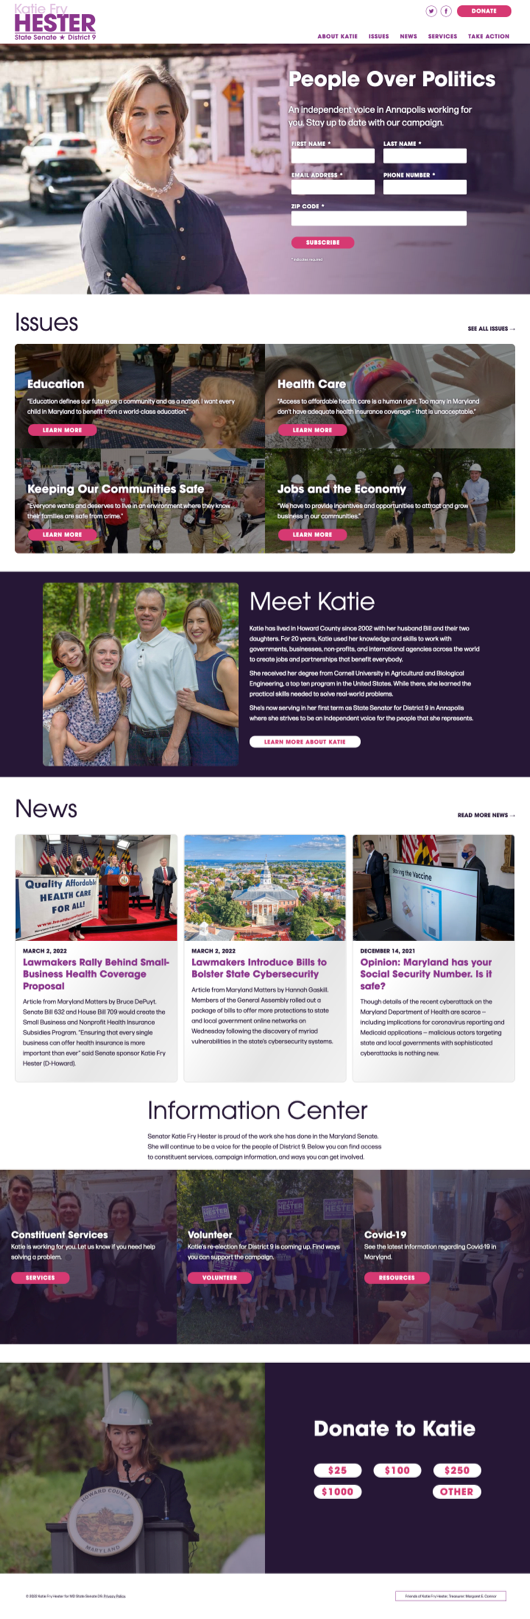 Katie Fry
HESTER
State Senate ★ District 9
DONATE
ABOUT KATIE
ISSUES
NEWS
SERVICES
TAKE ACTION
People Over Politics
An independent voice in Annapolis working for
you. Stay up to date with our campaign.
FIRST NAME *
LAST NAME *
EMAIL ADDRESS *
PHONE NUMBER *
ZIP CODE *
SUBSCRIBE
Issues
SEE ALL ISSUES →
Education
"Education defines our future as a community and as a nation. I want every
child in Maryland to benefit from a world-class education."
LEARN MORE
Health Care
"Access to affordable health care is a human right. Too many in Maryland
don't have adequate health insurance coverage – that is unacceptable."
LEARN MORE
Keeping Our Communities Safe
"Everyone wants and deserves to live in an environment where they know
their families are safe from crime."
LEARN MORE
Jobs and the Economy
"We have to provide incentives and opportunities to attract and grow
business in our communities."
LEARN MORE
Meet Katie
Katie has lived in Howard County since 2002 with her husband Bill and their two
daughters. For 20 years, Katie used her knowledge and skills to work with
governments, businesses, non-profits, and international agencies across the world
to create jobs and partnerships that benefit everybody.
She received her degree from Cornell University in Agricultural and Biological
Engineering, a top ten program in the United States. While there, she learned the
practical skills needed to solve real-world problems.
She's now serving in her first term as State Senator for District 9 in Annapolis
where she strives to be an independent voice for the people that she represents.
LEARN MORE ABOUT KATIE
News
READ MORE NEWS →
Quality Affordable
HEALTH CARE
FOR ALL!
ing the Vaccine
MARCH 2, 2022
Lawmakers Rally Behind Small-
Business Health Coverage
Proposal
Article from Maryland Matters by Bruce DePuyt.
Senate Bill 632 and House Bill 709 would create the
Small Business and Nonprofit Health Insurance
Subsidies Program. "Ensuring that every single
business can offer health insurance is more
important than ever" said Senate sponsor Katie Fry
Hester (D-Howard).
MARCH 2, 2022
Lawmakers Introduce Bills to
Bolster State Cybersecurity
Article from Maryland Matters by Hannah Gaskill.
Members of the General Assembly rolled out a
package of bills to offer more protections to state
and local government online networks on
Wednesday following the discovery of myriad
vulnerabilities in the state's cybersecurity systems.
DECEMBER 14, 2021
Opinion: Maryland has your
Social Security Number. Is it
safe?
Though details of the recent cyberattack on the
Maryland Department of Health are scarce –
including implications for coronavirus reporting and
Medicaid applications – malicious actors targeting
state and local governments with sophisticated
cyberattacks is nothing new.
Information Center
Senator Katie Fry Hester is proud of the work she has done in the Maryland Senate.
She will continue to be a voice for the people of District 9. Below you can find access
to constituent services, campaign information, and ways you can get involved.
HESTER
HESTER
HESTER
Constituent Services
Katie is working for you. Let us know if you need help
solving a problem.
SERVICES
Volunteer
Katie's re-election for District 9 is coming up. Find ways
you can support the campaign.
VOLUNTEER
Covid-19
See the latest information regarding Covid-19 in
Maryland.
RESOURCES
HOWARD COUNTY
MARYLAND
Donate to Katie
$25
$100
$250
$1000
OTHER